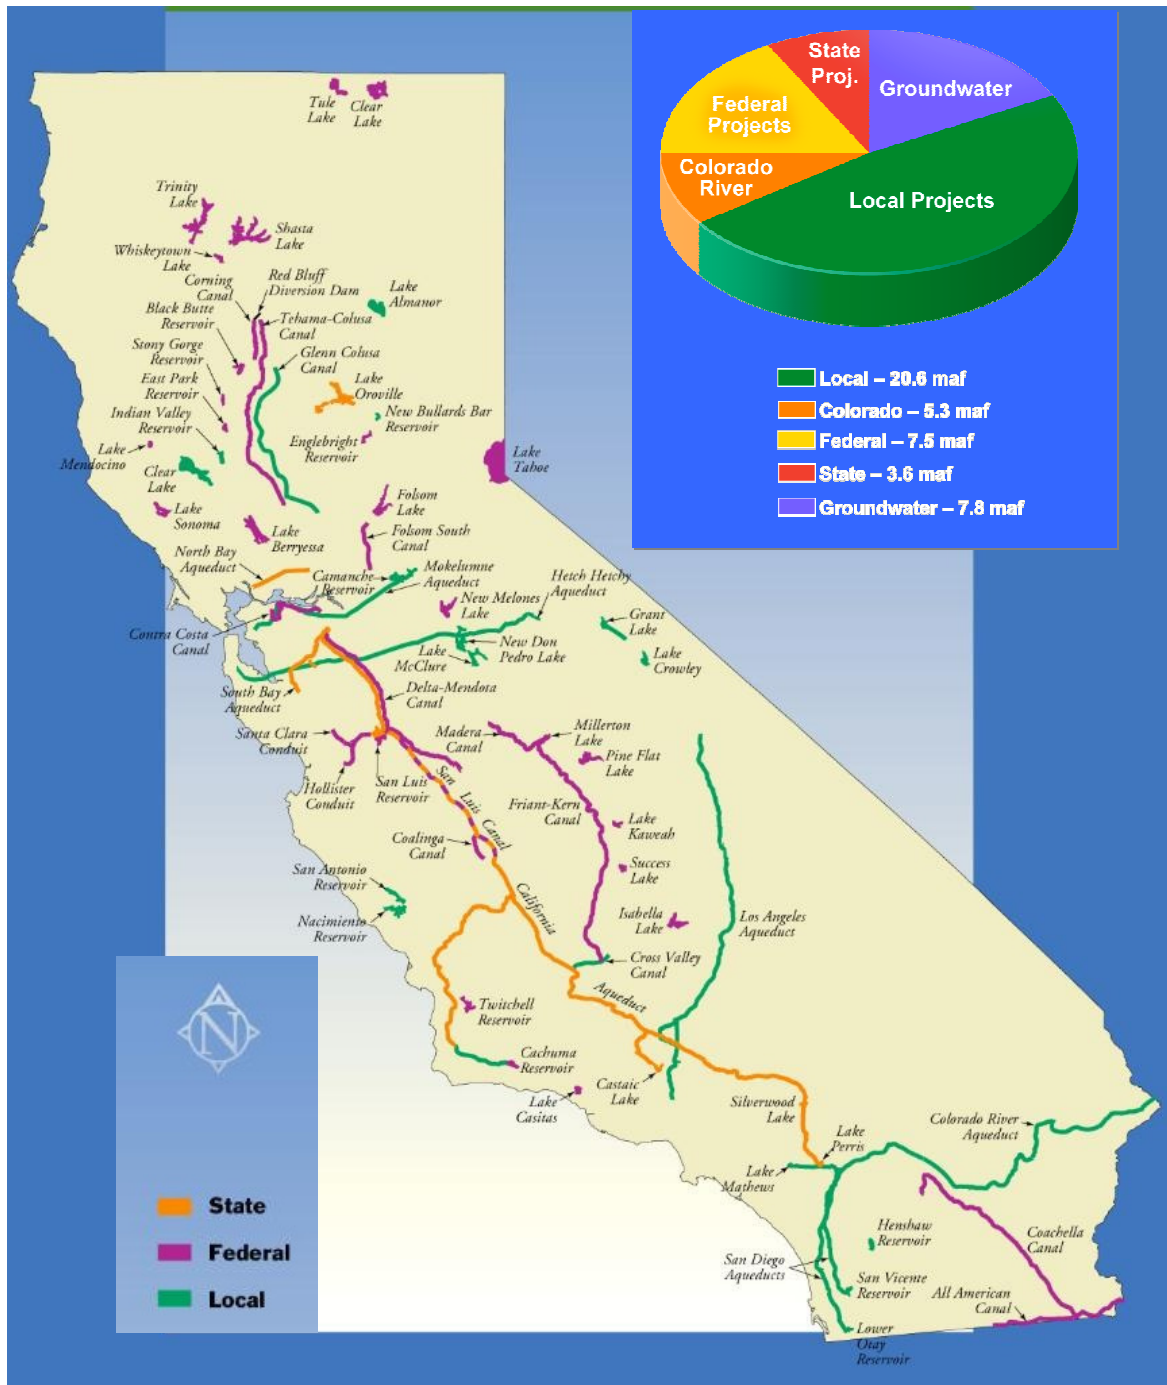 Tule
Lake
Clear
Lake
Trinity
Lake
Shasta
Lake
Whiskeytown
Lake
Corning
Canal
Red Bluff
Diversion Dam
Lake
Almanor
Black Butte
Reservoir
Tehama-Colusa
Canal
Stony Gorge
Reservoir
Glenn Colusa
Canal
East Park
Reservoir
Lake
Oroville
Indian Valley
Reservoir
New Bullards Bar
Reservoir
Englebright
Reservoir
Lake
Mendocino
Clear
Lake
Lake
Tahoe
Lake
Sonoma
Folsom
Lake
Lake
Berryessa
Folsom South
Canal
North Bay
Aqueduct
Camanche
Reservoir
Mokelumne
Aqueduct
Hetch Hetchy
Aqueduct
New Melones
Lake
Grant
Lake
Contra Costa
Canal
New Don
Pedro Lake
Lake
McClure
Lake
Crowley
South Bay
Aqueduct
Delta-Mendota
Canal
Santa Clara
Conduit
Madera
Canal
Millerton
Lake
Pine Flat
Lake
Hollister
Conduit
San Luis
Reservoir
San Luis Canal
Friant-Kern
Canal
Lake
Kaweah
Coalinga
Canal
Success
Lake
San Antonio
Reservoir
California
Aqueduct
Nacimiento
Reservoir
Isabella
Lake
Los Angeles
Aqueduct
Cross Valley
Canal
Twitchell
Reservoir
Cachuma
Reservoir
Lake
Casitas
Castaic
Lake
Silverwood
Lake
Lake
Perris
Colorado River
Aqueduct
Lake
Mathews
Henshaw
Reservoir
Coachella
Canal
San Diego
Aqueducts
San Vicente
Reservoir
All American
Canal
Lower
Otay
Reservoir
State
Proj.
Groundwater
Federal
Projects
Colorado
River
Local Projects
Local – 20.6 maf
Colorado – 5.3 maf
Federal – 7.5 maf
State – 3.6 maf
Groundwater – 7.8 maf
N
State
Federal
Local